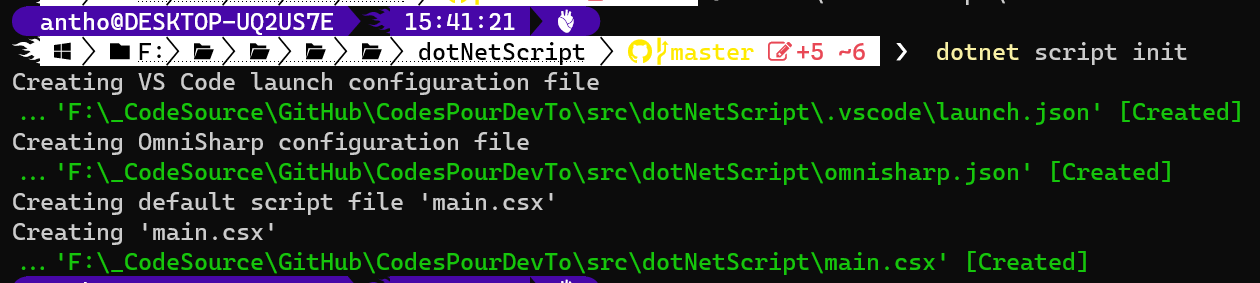 antho@DESKTOP-UQ2US7E 15:41:21
F: dotNetScript master +5 ~6 ❯ dotnet script init
Creating VS Code launch configuration file
...'F:\_CodeSource\GitHub\CodesPourDevTo\src\dotNetScript\.vscode\launch.json' [Created]
Creating OmniSharp configuration file
...'F:\_CodeSource\GitHub\CodesPourDevTo\src\dotNetScript\omnisharp.json' [Created]
Creating default script file 'main.csx'
Creating 'main.csx'
...'F:\_CodeSource\GitHub\CodesPourDevTo\src\dotNetScript\main.csx' [Created]